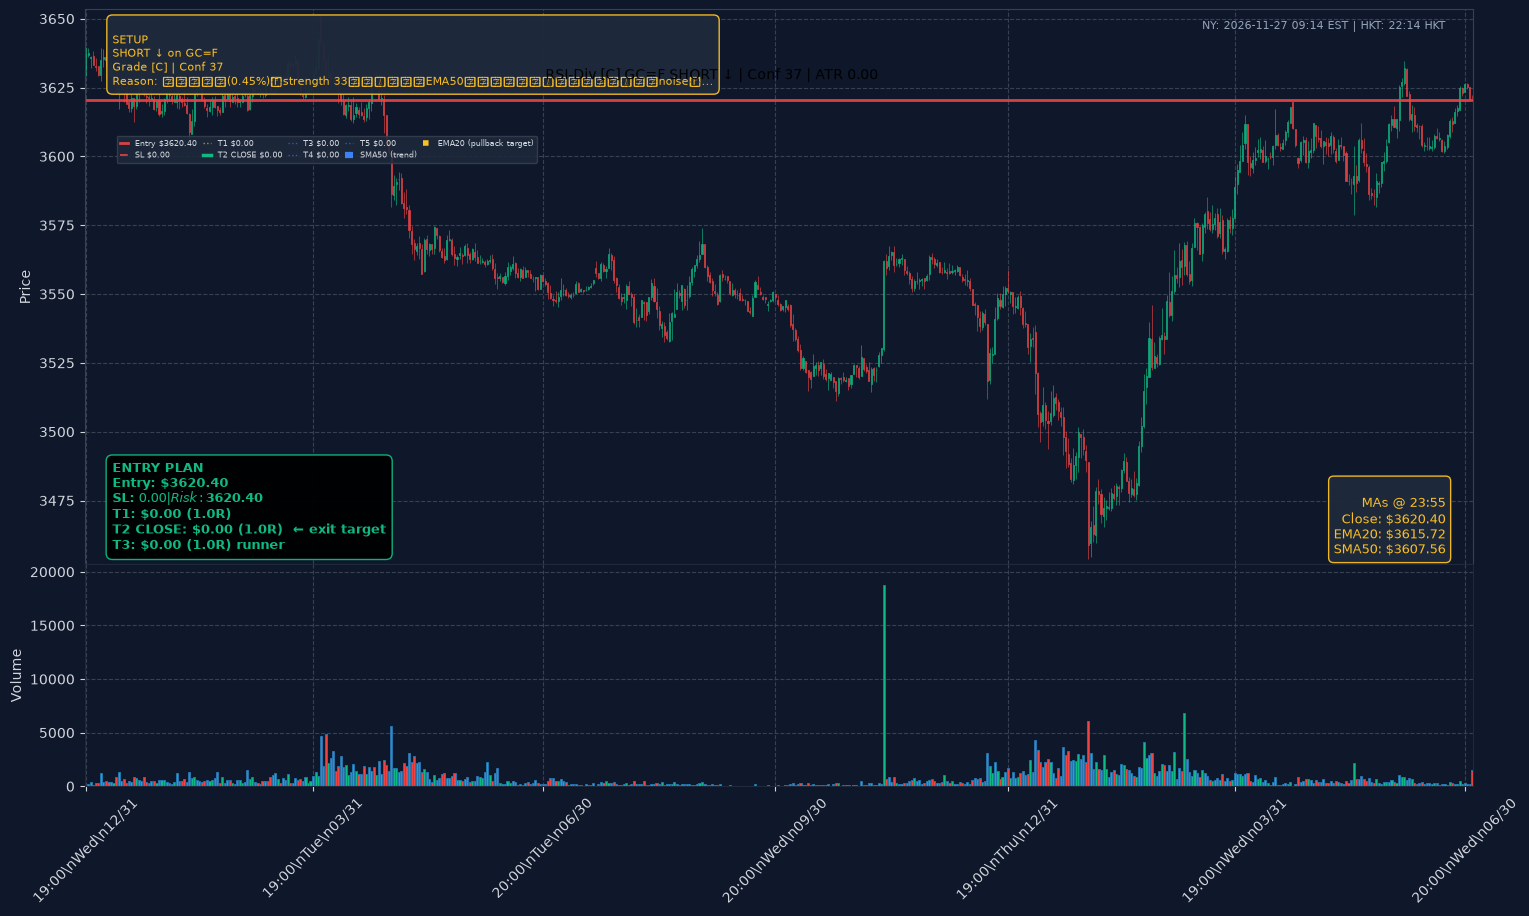 NY: 2026-11-27 09:14 EST | HKT: 22:14 HKT
SETUP
SHORT ↓ on GC=F
Grade [C] | Conf 37
Reason: (0.45%) strength 33 EMA50 noise ...
RSI-Div [C] GC=F SHORT ↓ | Conf 37 | ATR 0.00
Entry $3620.40
SL $0.00
T1 $0.00
T2 CLOSE $0.00
T3 $0.00
T4 $0.00
T5 $0.00
SMA50 (trend)
EMA20 (pullback target)
Price
3650
3625
3600
3575
3550
3525
3500
3475
ENTRY PLAN
Entry: $3620.40
SL: 0.00|Risk:3620.40
T1: $0.00 (1.0R)
T2 CLOSE: $0.00 (1.0R) ← exit target
T3: $0.00 (1.0R) runner
MAs @ 23:55
Close: $3620.40
EMA20: $3615.72
SMA50: $3607.56
Volume
20000
15000
10000
5000
0
19:00\nWed\n12/31
19:00\nTue\n03/31
20:00\nTue\n06/30
20:00\nWed\n09/30
19:00\nThu\n12/31
19:00\nWed\n03/31
20:00\nWed\n06/30